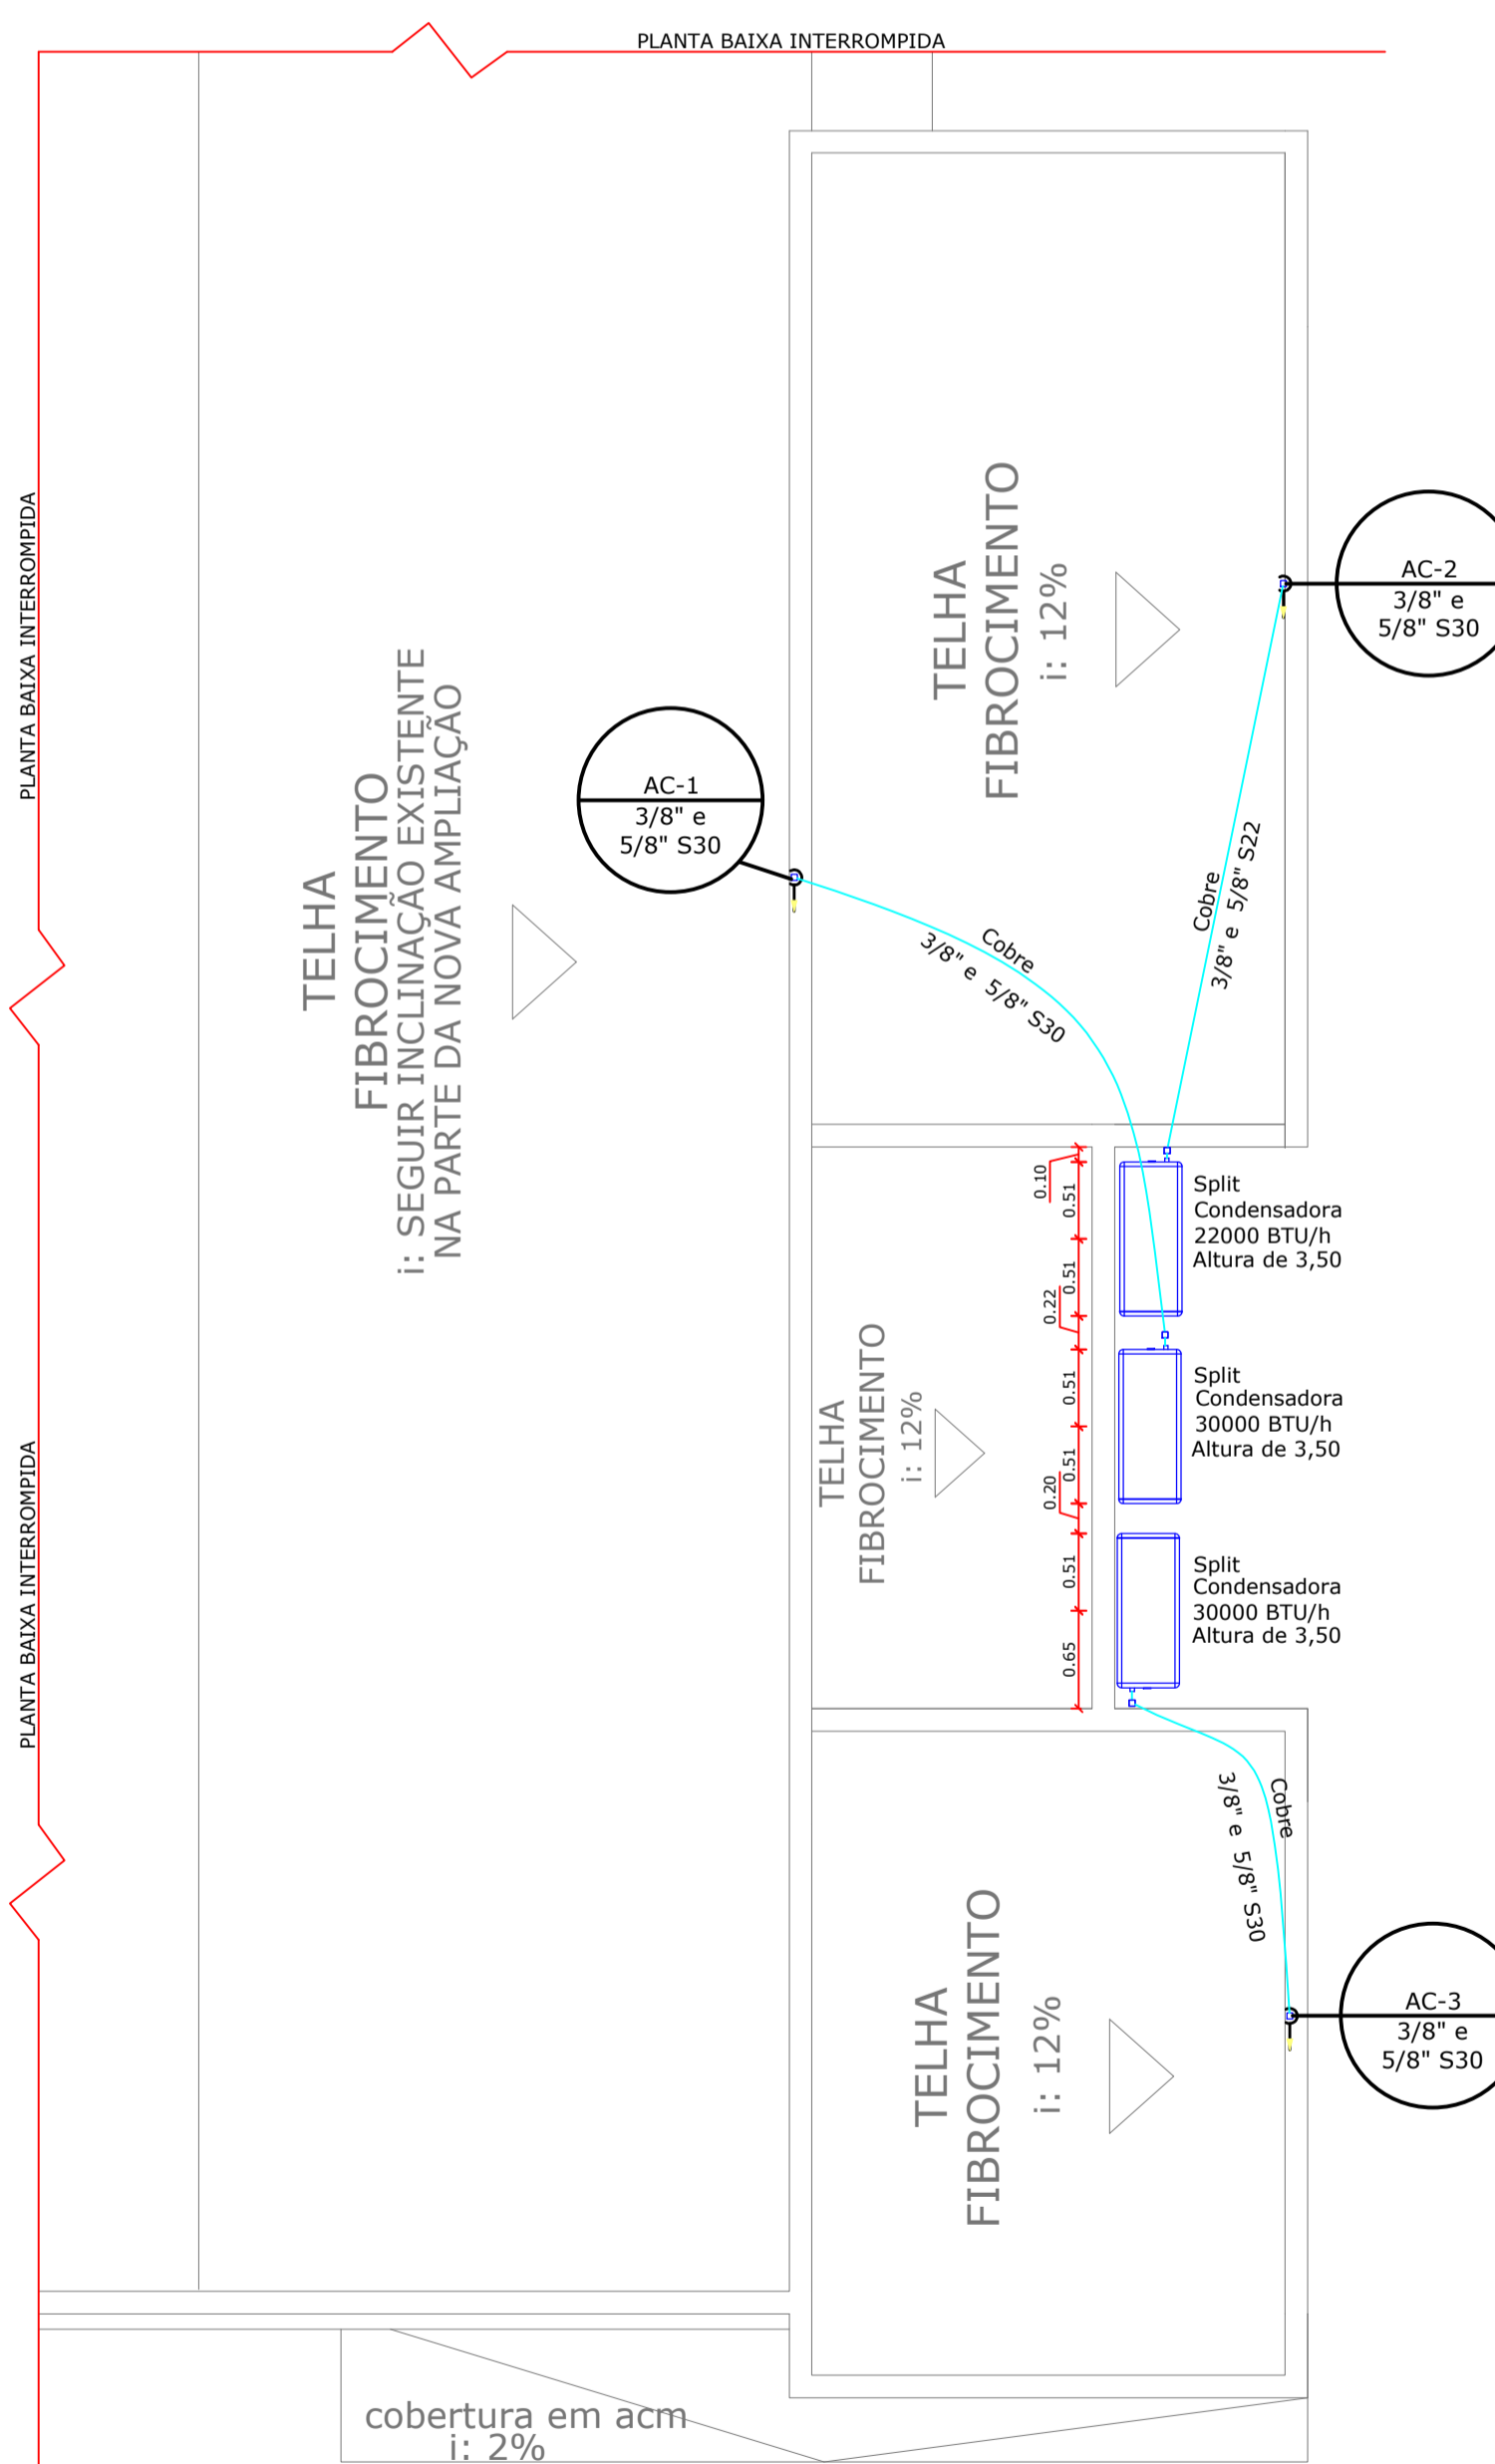 PLANTA BAIXA INTERROMPIDA
PLANTA BAIXA INTERROMPIDA
PLANTA BAIXA INTERROMPIDA
TELHA
FIBROCIMENTO
i: SEGUIR INCLINAÇÃO EXISTENTE
NA PARTE DA NOVA AMPLIAÇÃO
TELHA
FIBROCIMENTO
i: 12%
AC-2
3/8" e
5/8" S30
AC-1
3/8" e
5/8" S30
Cobre
3/8" e 5/8" S22
Cobre
3/8" e 5/8" S30
0.10
0.51
0.51
0.22
0.51
0.51
0.20
0.51
0.65
Split
Condensadora
22000 BTU/h
Altura de 3,50
Split
Condensadora
30000 BTU/h
Altura de 3,50
Split
Condensadora
30000 BTU/h
Altura de 3,50
TELHA
FIBROCIMENTO
i: 12%
Cobre
3/8" e 5/8" S30
TELHA
FIBROCIMENTO
i: 12%
AC-3
3/8" e
5/8" S30
cobertura em acm
i: 2%